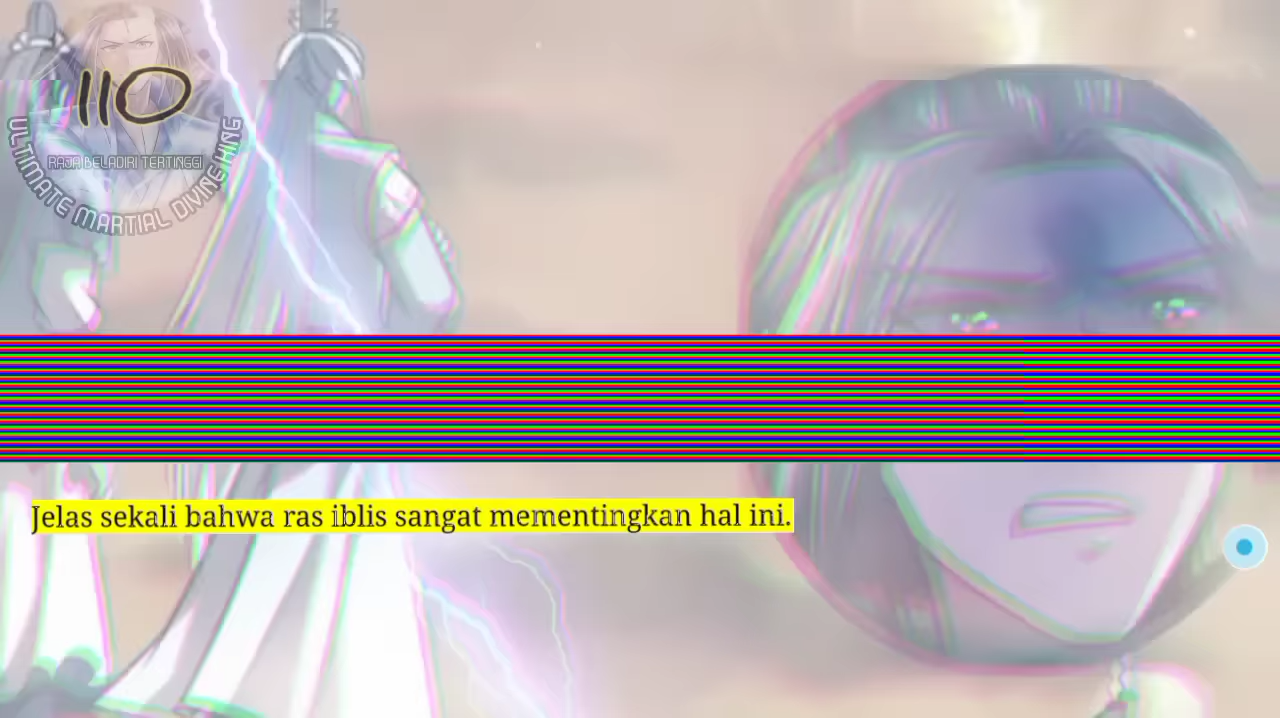 110
RAJA BELADIRI TERTINGGI
ULTIMATE MARTIAL DIVINE KING
Jelas sekali bahwa ras iblis sangat mementingkan hal ini.